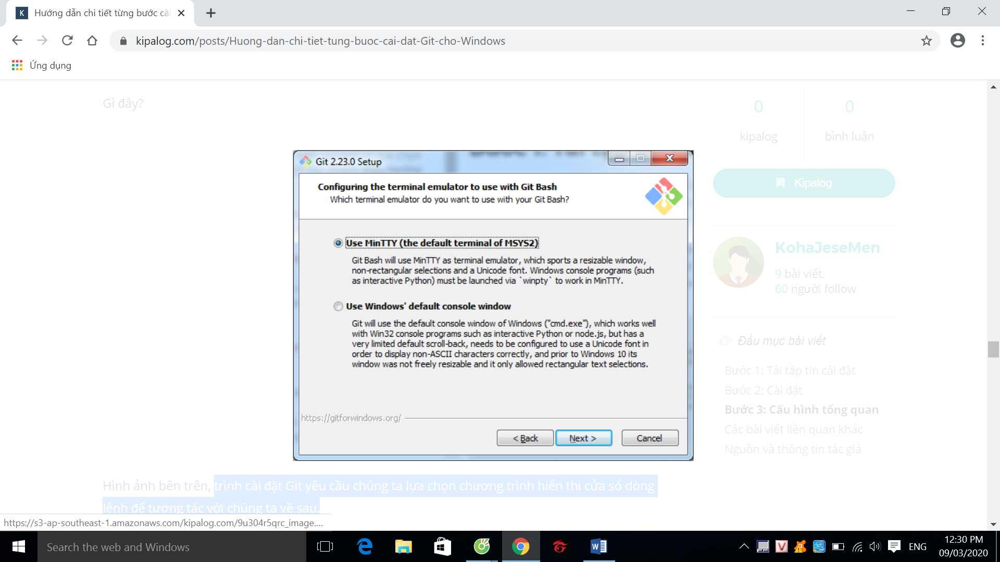 K Hướng dẫn chi tiết từng bước cài
kipalog.com/posts/Huong-dan-chi-tiet-tung-buoc-cai-dat-Git-cho-Windows
Ứng dụng
Gì đây?
0
kipalog
0
bình luận
Kipalog
KohaJeseMen
9 bài viết.
60 người follow
Đầu mục bài viết
Bước 1: Tải tập tin cài đặt
Bước 2: Cài đặt
Bước 3: Cấu hình tổng quan
Các bài viết liên quan khác
Nguồn và thông tin tác giả
Git 2.23.0 Setup
Configuring the terminal emulator to use with Git Bash
Which terminal emulator do you want to use with your Git Bash?
Use MinTTY (the default terminal of MSYS2)
Git Bash will use MinTTY as terminal emulator, which sports a resizable window,
non-rectangular selections and a Unicode font. Windows console programs (such
as interactive Python) must be launched via `winpty` to work in MinTTY.
Use Windows' default console window
Git will use the default console window of Windows ("cmd.exe"), which works well
with Win32 console programs such as interactive Python or node.js, but has a
very limited default scroll-back, needs to be configured to use a Unicode font in
order to display non-ASCII characters correctly, and prior to Windows 10 its
window was not freely resizable and it only allowed rectangular text selections.
https://gitforwindows.org/
< Back
Next >
Cancel
Hình ảnh bên trên, trình cài đặt Git yêu cầu chúng ta lựa chọn chương trình hiển thị cửa sổ dòng
lệnh để tương tác với chúng ta về sau.
https://s3-ap-southeast-1.amazonaws.com/kipalog.com/9u304r5qrc_image....
Search the web and Windows
ENG
12:30 PM
09/03/2020